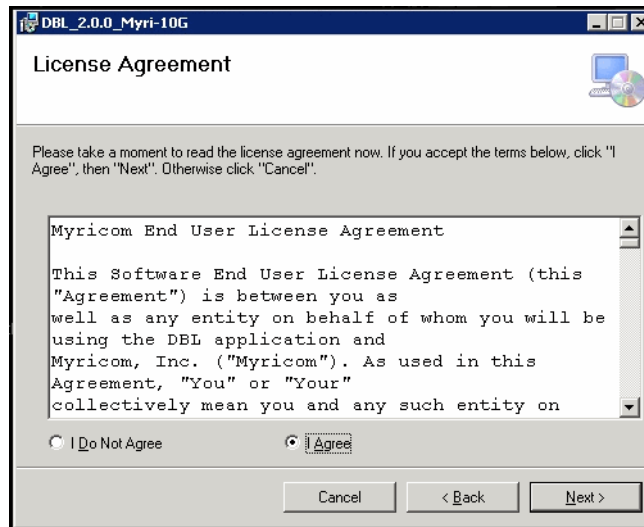 DBL_2.0.0_Myri-10G
License Agreement
Please take a moment to read the license agreement now. If you accept the terms below, click "I
Agree", then "Next". Otherwise click "Cancel".
Myricom End User License Agreement
This Software End User License Agreement (this
"Agreement") is between you as
well as any entity on behalf of whom you will be
using the DBL application and
Myricom, Inc. ("Myricom"). As used in this
Agreement, "You" or "Your"
collectively mean you and any such entity on
I Do Not Agree
I Agree
Cancel
< Back
Next >